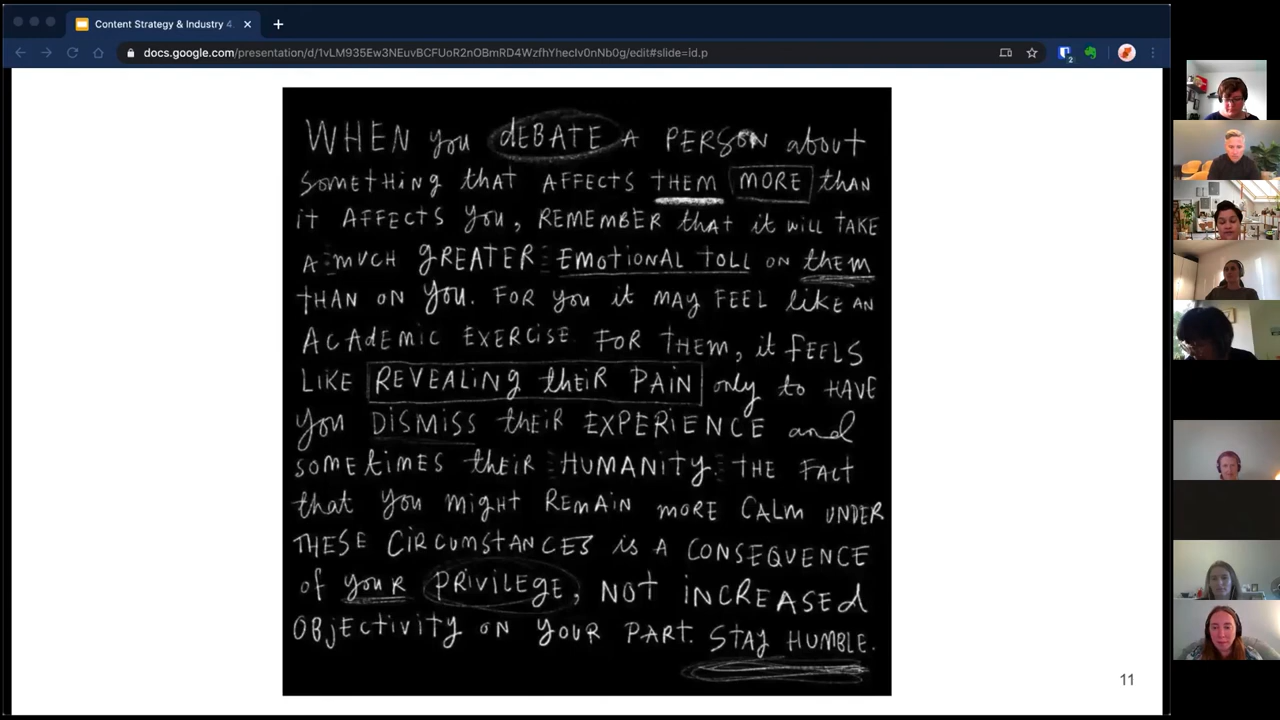 Content Strategy & Industry 4
docs.google.com/presentation/d/1vLM935Ew3NEuvBCFUoR2nOBmRD4WzfhYhecIv0nNb0g/edit#slide=id.p
2
WHEN you dEBATE A PERSON about
something that AFFECTS THEM MORE than
it AFFECTS you, REMEMBER that it will TAKE
A MUCH GREATER EMOTIONAL TOLL ON them
THAN ON YOU. FOR YOU it MAY FEEL like AN
ACAdEMIC EXERCISE FOR THEM, it FEELS
LIKE REVEALING their PAIN only to HAVE
you DISMISS their EXPERIENCE and
sometimes their HUMANITY. THE FACT
that you might REMAIN MORE CALM UNDER
THESE CIRCUMSTANCES is A CONSEQUENCE
of your PRIVILEGE, NOT INCREASEd
OBJECTIVITY ON YOUR PART. STAY HUMBLE.
11